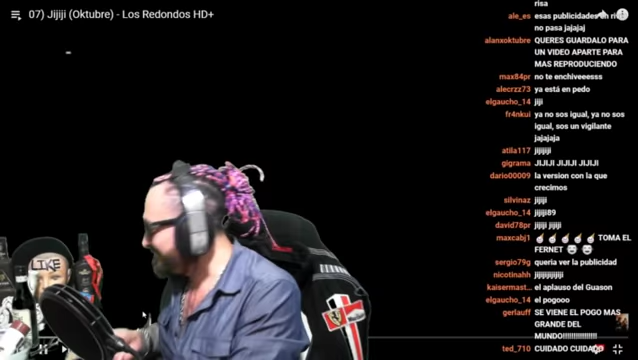 07) Jijiji (Oktubre) - Los Redondos HD+
risa
ale_es esas publicidades en
no pasa jajajaj
alanxoktubre QUERES GUARDALO PARA
UN VIDEO APARTE PARA
MAS REPRODUCIENDO
max84pr no te enchiveeesss
alecrzz73 ya está en pedo
elgaucho_14 jiji
fr4nkui ya no sos igual, ya no sos
igual, sos un vigilante
jajajaja
atila117 jijijiji
gigrama JIJIJI JIJIJI JIJIJI
dario00009 la version con la que
crecimos
silvinaz jijiji
elgaucho_14 jijiji89
david78pr jijiji jijiji
maxcabj1 TOMA EL
FERNET
sergio79g queria ver la publicidad
nicotinahh jijijijijijiji
kaisermast... el aplauso del Guason
elgaucho_14 el pogooo
gerlauff SE VIENE EL POGO MAS
GRANDE DEL
MUNDO!!!!!!!!!!!!!!!
ted_710 CUIDADO CUIDADO
LIKE